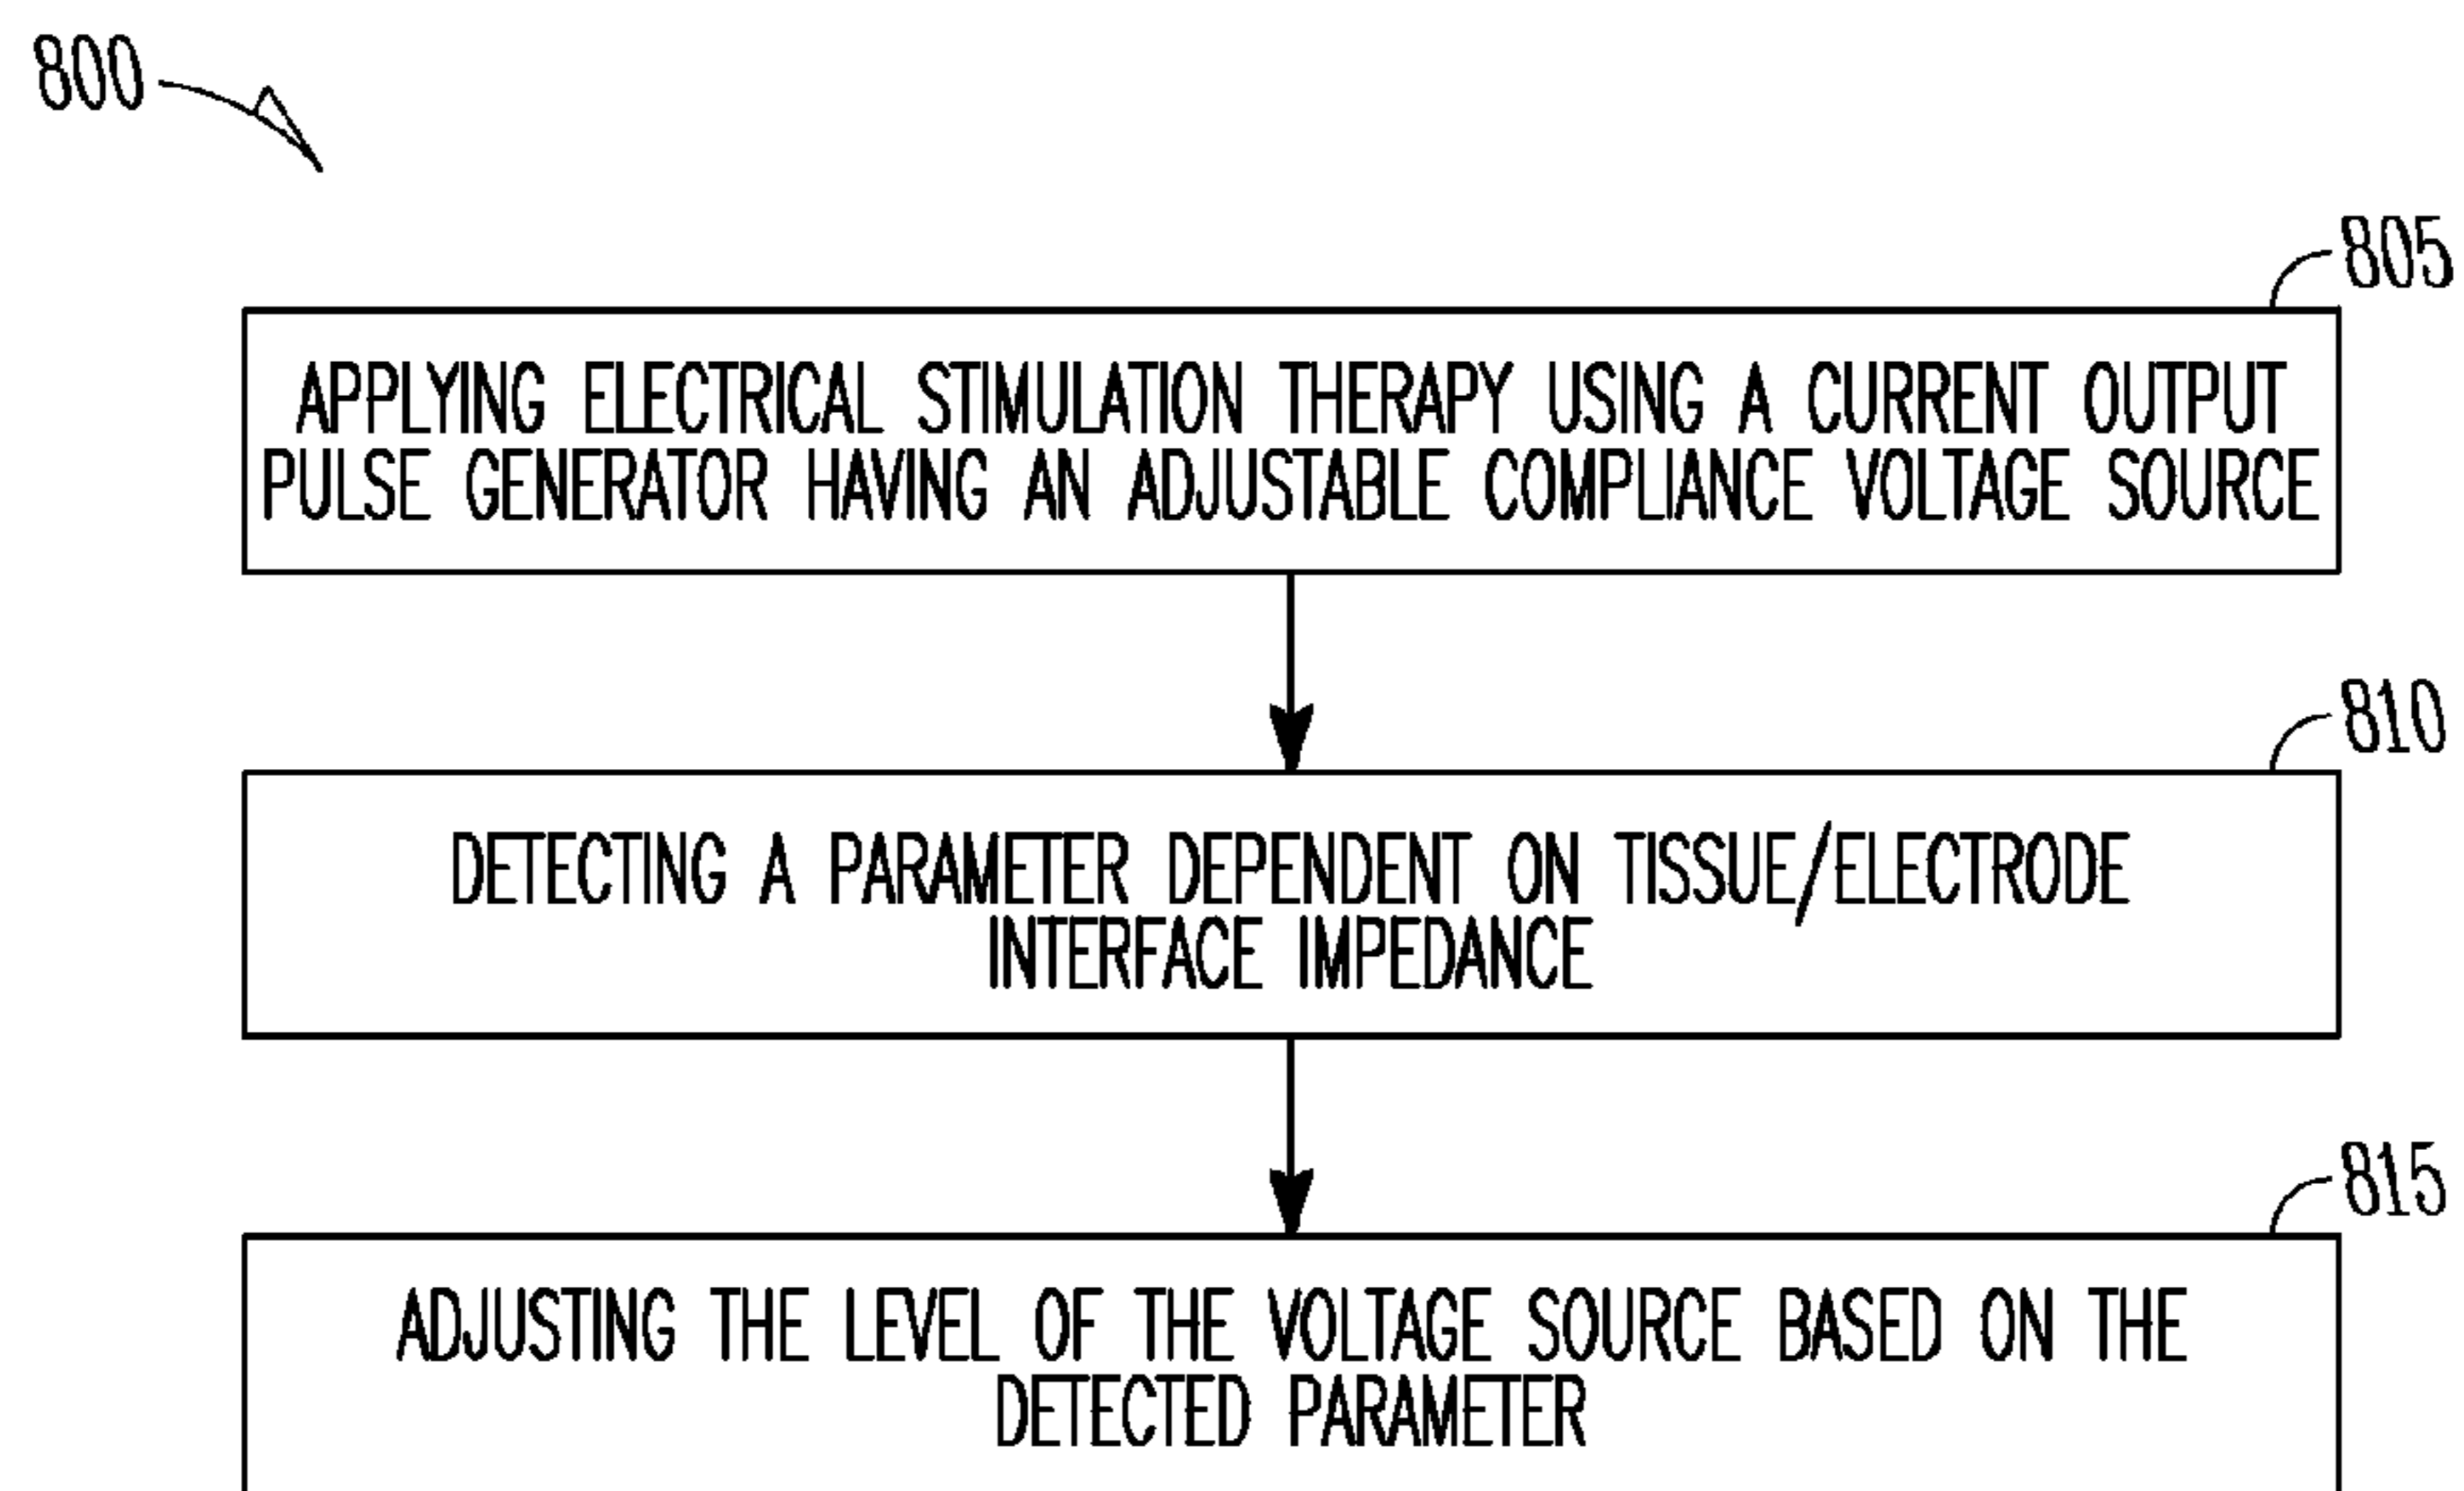 800
805
APPLYING ELECTRICAL STIMULATION THERAPY USING A CURRENT OUTPUT
PULSE GENERATOR HAVING AN ADJUSTABLE COMPLIANCE VOLTAGE SOURCE
810
DETECTING A PARAMETER DEPENDENT ON TISSUE/ELECTRODE
INTERFACE IMPEDANCE
815
ADJUSTING THE LEVEL OF THE VOLTAGE SOURCE BASED ON THE
DETECTED PARAMETER